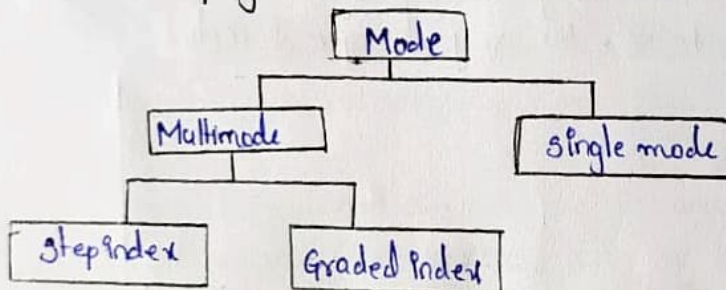 Mode
Multimode
single mode
stepindex
Graded index